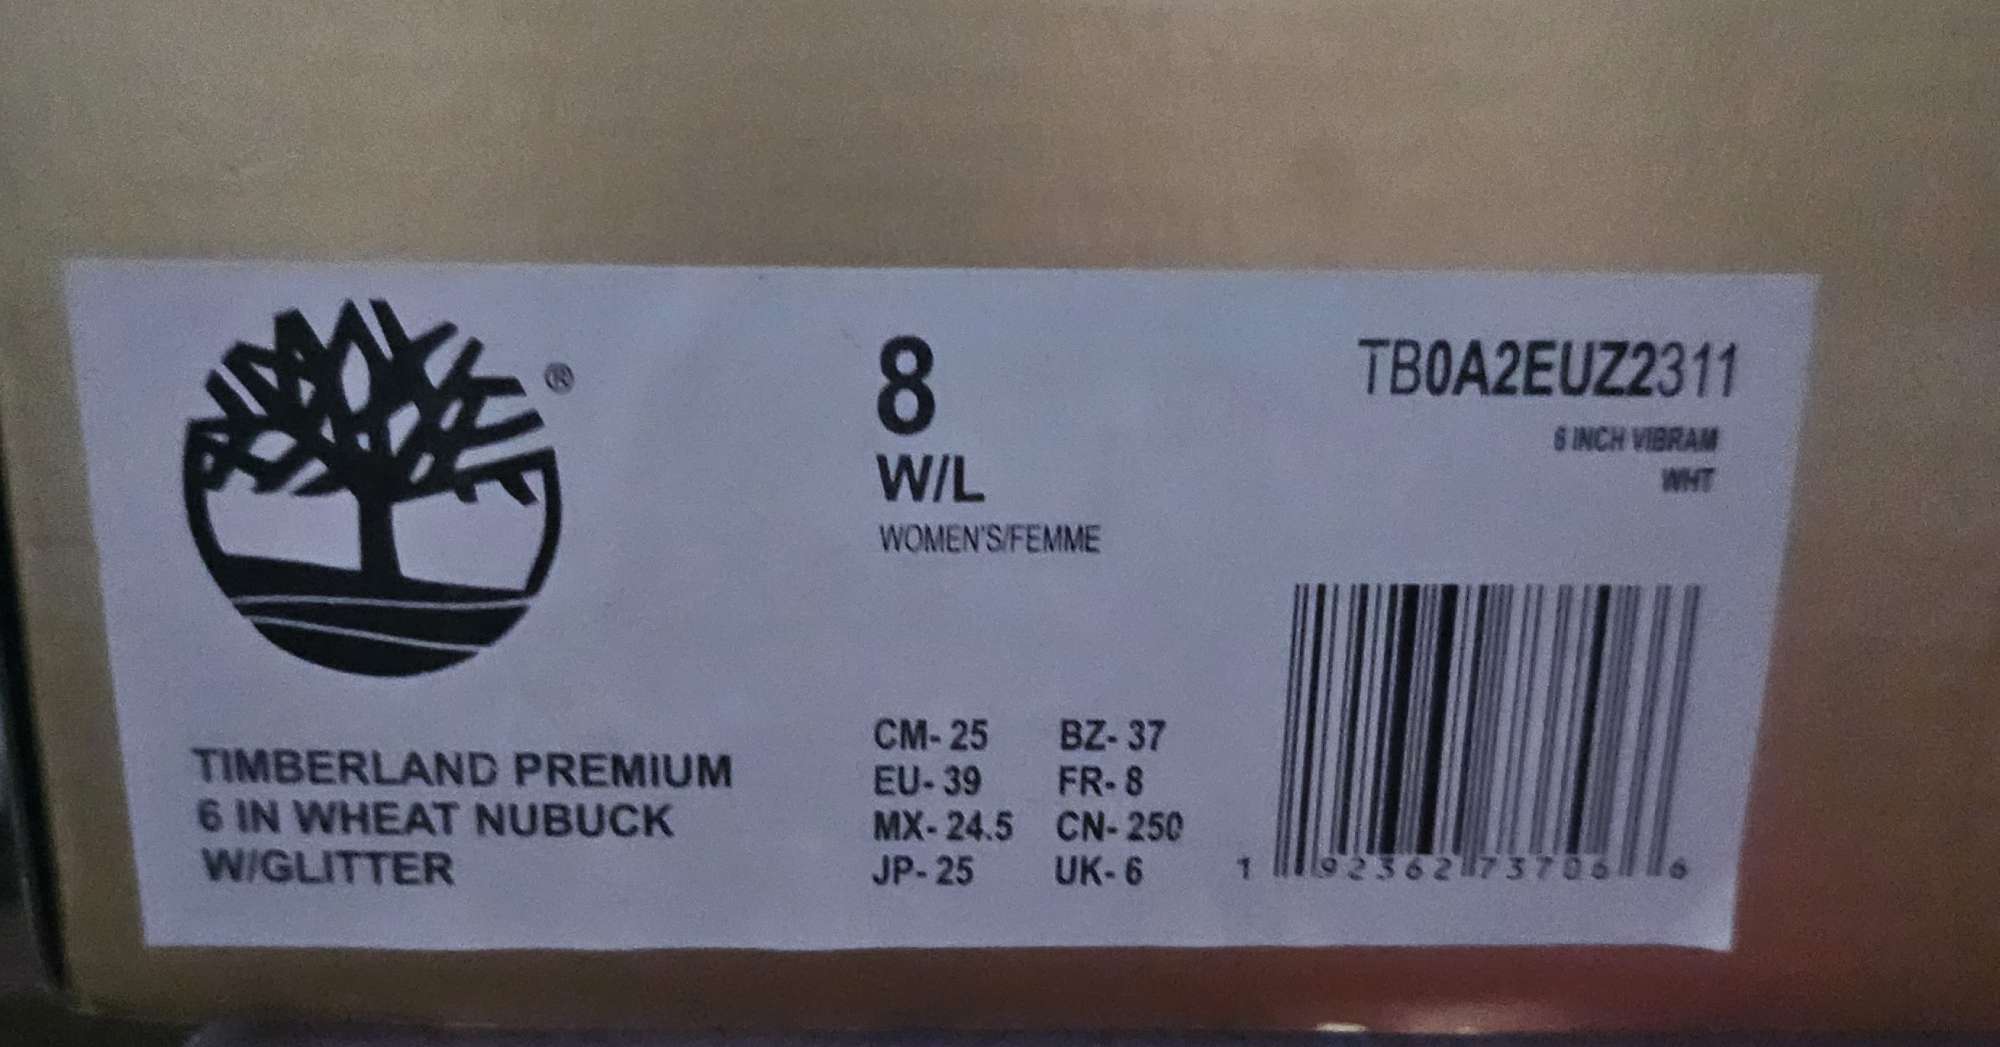 ®
8
W/L
WOMEN'S/FEMME
TB0A2EUZ2311
6 INCH VIBRAM
WHT
TIMBERLAND PREMIUM
6 IN WHEAT NUBUCK
W/GLITTER
CM- 25 BZ- 37
EU- 39 FR- 8
MX- 24.5 CN- 250
JP- 25 UK- 6
1 92362 73706 6